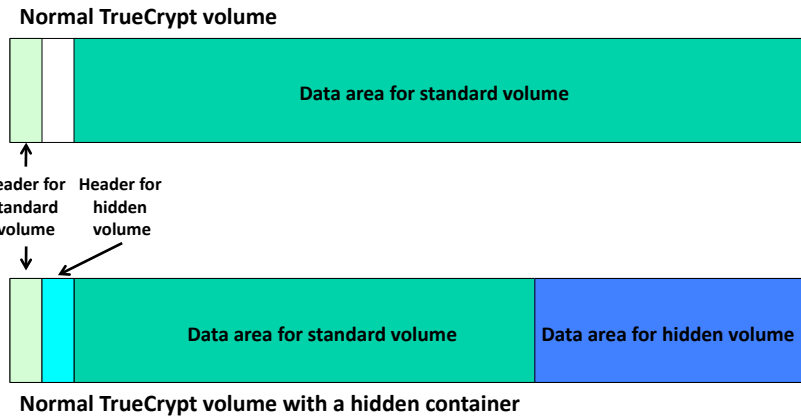 Normal TrueCrypt volume
Data area for standard volume
eader for
tandard
volume
Header for
hidden
volume
Data area for standard volume
Data area for hidden volume
Normal TrueCrypt volume with a hidden container